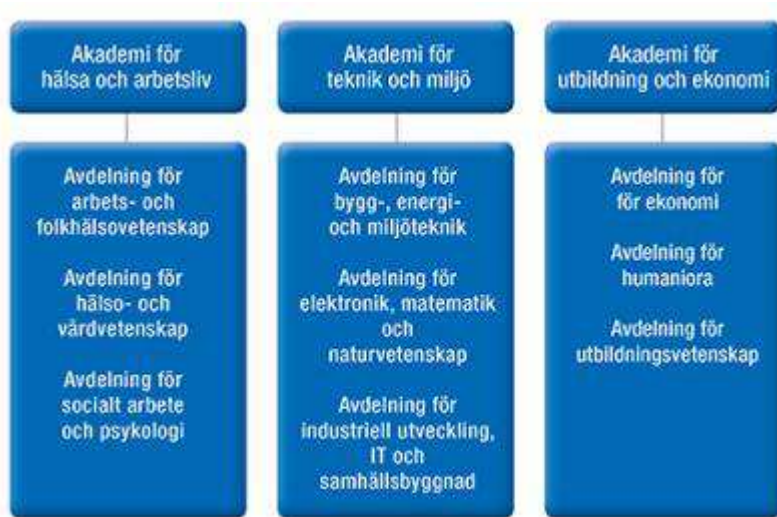 Akademi för
hälsa och arbetsliv
Avdelning för
arbets- och
folkhälsovetenskap
Avdelning för
hälso- och
vårdvetenskap
Avdelning för
socialt arbete
och psykologi
Akademi för
teknik och miljö
Avdelning för
bygg-, energi-
och miljöteknik
Avdelning för
elektronik, matematik
och
naturvetenskap
Avdelning för
industriell utveckling,
IT och
samhällsbyggnad
Akademi för
utbildning och ekonomi
Avdelning för
för ekonomi
Avdelning för
humaniora
Avdelning för
utbildningsvetenskap